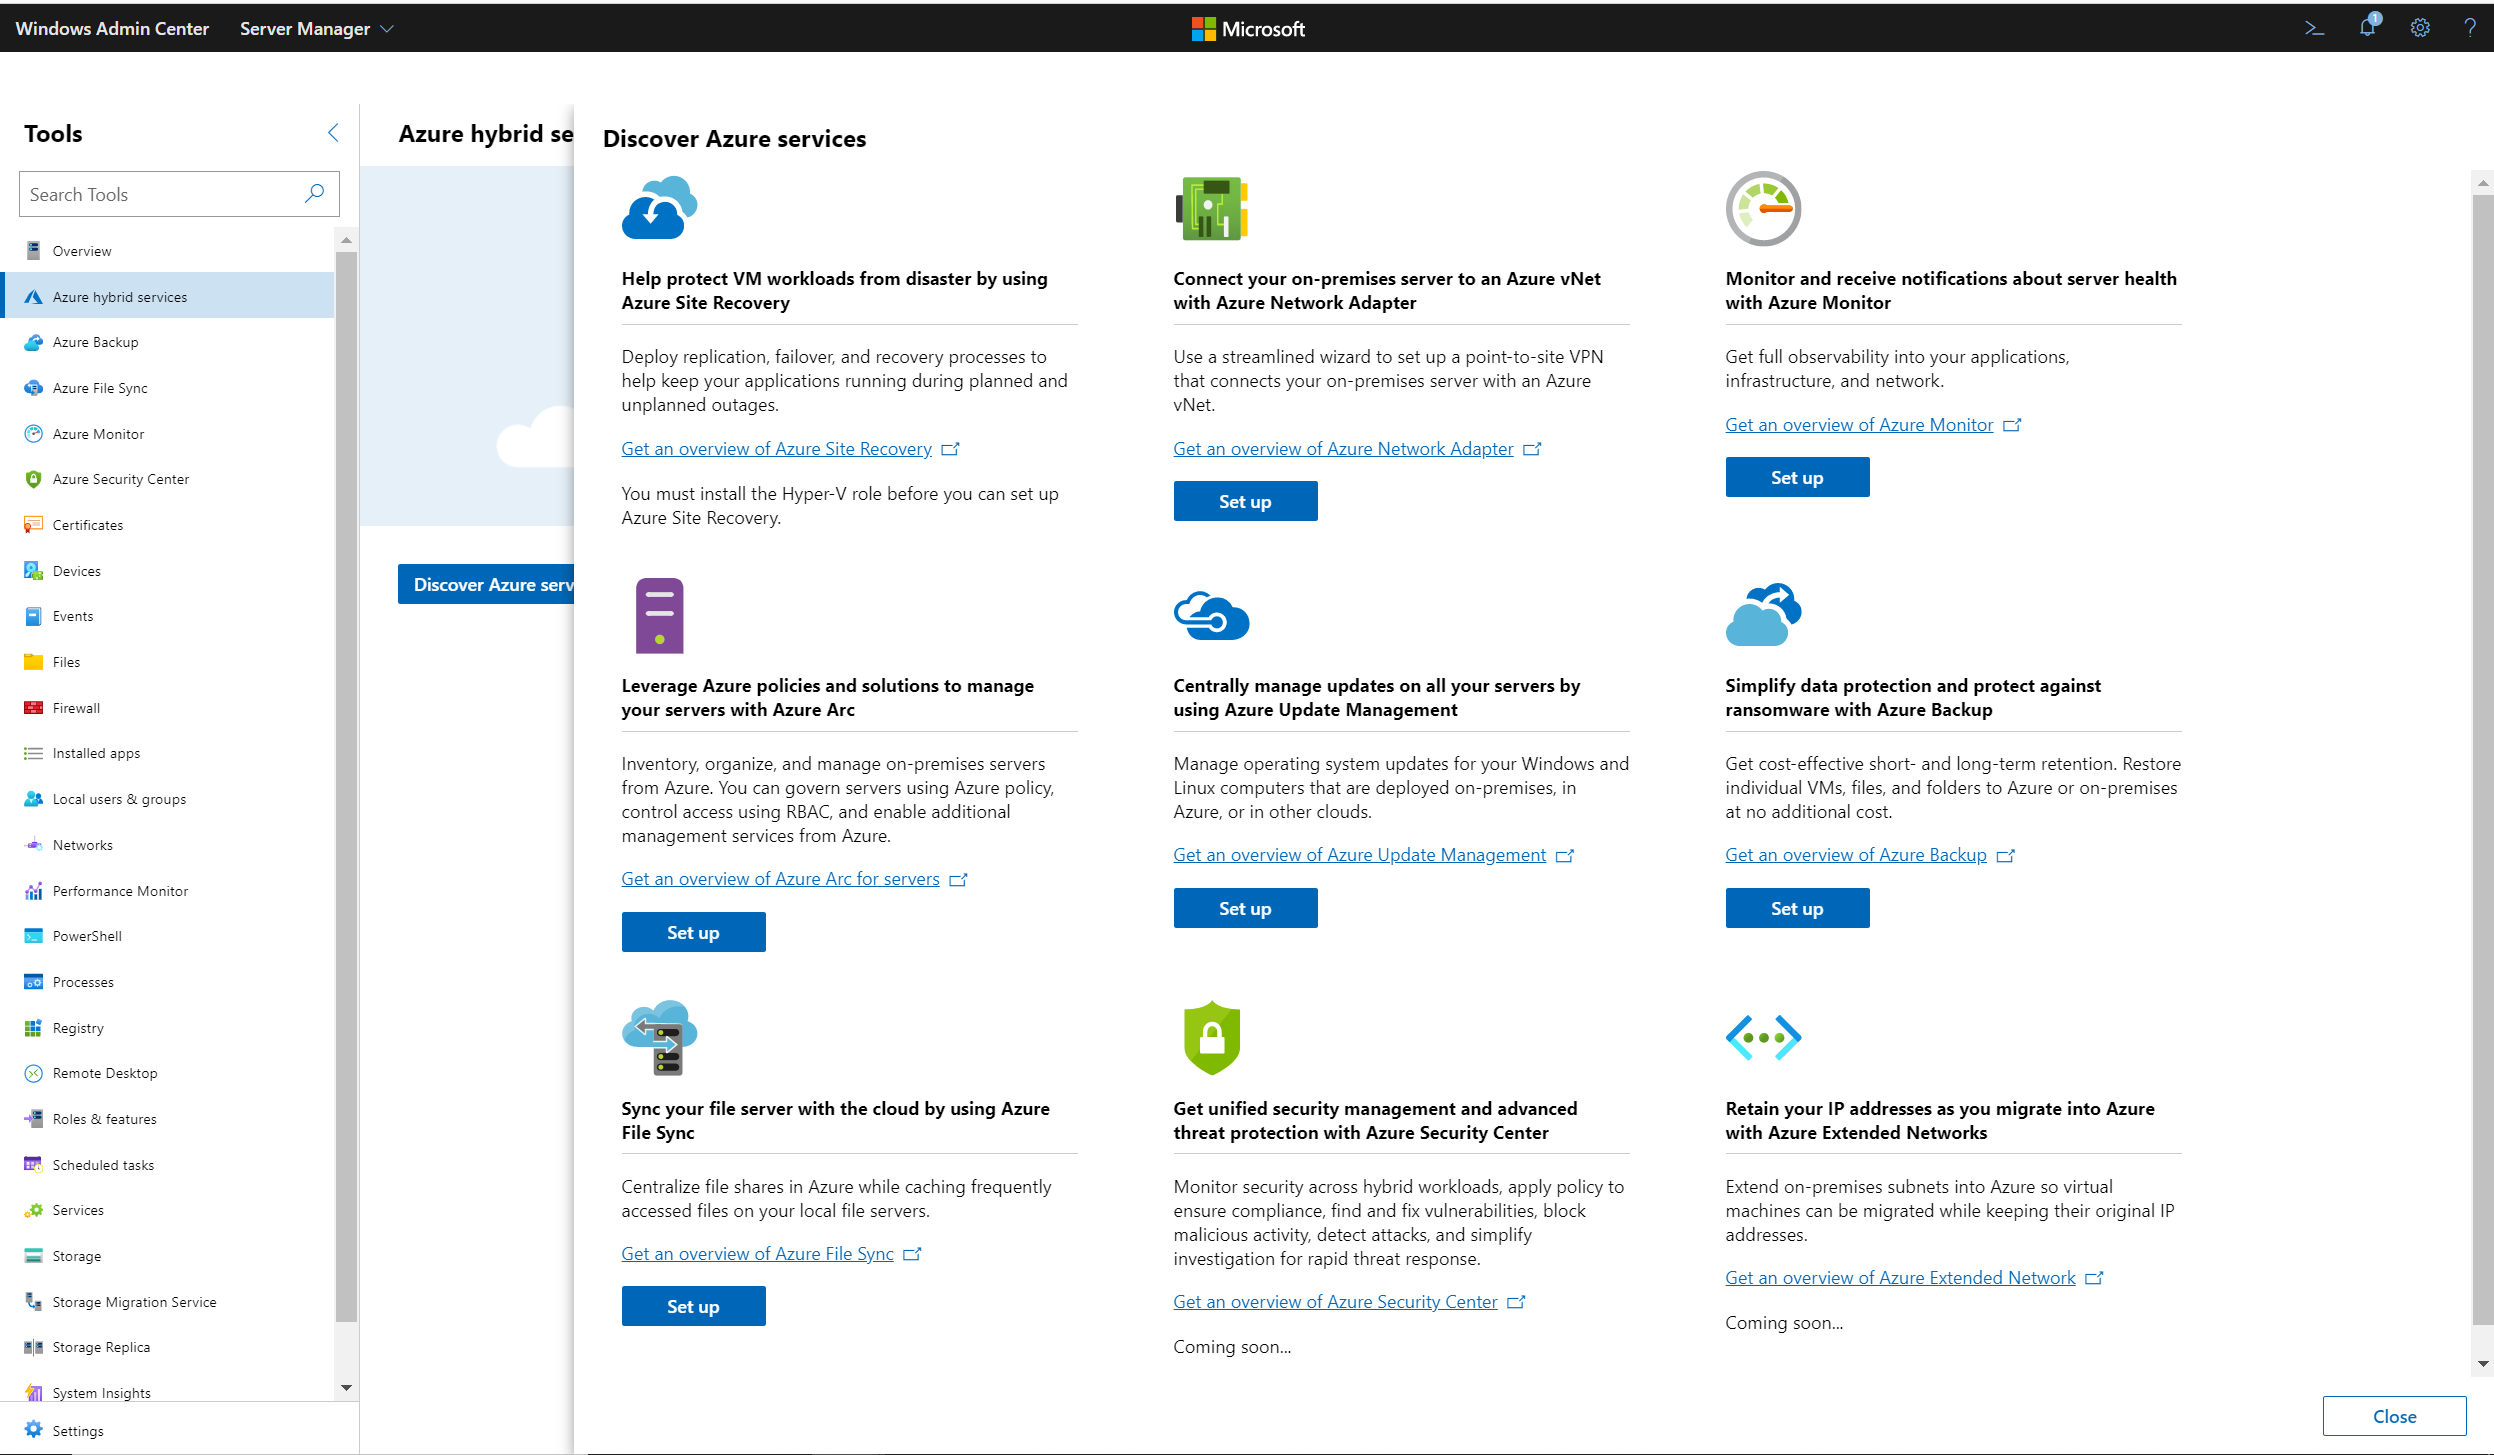 Windows Admin Center
Server Manager
Microsoft
1
Tools
Search Tools
Overview
Azure hybrid services
Azure Backup
Azure File Sync
Azure Monitor
Azure Security Center
Certificates
Devices
Events
Files
Firewall
Installed apps
Local users & groups
Networks
Performance Monitor
PowerShell
Processes
Registry
Remote Desktop
Roles & features
Scheduled tasks
Services
Storage
Storage Migration Service
Storage Replica
System Insights
Settings
Azure hybrid se
Discover Azure serv
Discover Azure services
Help protect VM workloads from disaster by using
Azure Site Recovery
Deploy replication, failover, and recovery processes to
help keep your applications running during planned and
unplanned outages.
Get an overview of Azure Site Recovery
You must install the Hyper-V role before you can set up
Azure Site Recovery.
Connect your on-premises server to an Azure vNet
with Azure Network Adapter
Use a streamlined wizard to set up a point-to-site VPN
that connects your on-premises server with an Azure
vNet.
Get an overview of Azure Network Adapter
Set up
Monitor and receive notifications about server health
with Azure Monitor
Get full observability into your applications,
infrastructure, and network.
Get an overview of Azure Monitor
Set up
Leverage Azure policies and solutions to manage
your servers with Azure Arc
Inventory, organize, and manage on-premises servers
from Azure. You can govern servers using Azure policy,
control access using RBAC, and enable additional
management services from Azure.
Get an overview of Azure Arc for servers
Set up
Centrally manage updates on all your servers by
using Azure Update Management
Manage operating system updates for your Windows and
Linux computers that are deployed on-premises, in
Azure, or in other clouds.
Get an overview of Azure Update Management
Set up
Simplify data protection and protect against
ransomware with Azure Backup
Get cost-effective short- and long-term retention. Restore
individual VMs, files, and folders to Azure or on-premises
at no additional cost.
Get an overview of Azure Backup
Set up
Sync your file server with the cloud by using Azure
File Sync
Centralize file shares in Azure while caching frequently
accessed files on your local file servers.
Get an overview of Azure File Sync
Set up
Get unified security management and advanced
threat protection with Azure Security Center
Monitor security across hybrid workloads, apply policy to
ensure compliance, find and fix vulnerabilities, block
malicious activity, detect attacks, and simplify
investigation for rapid threat response.
Get an overview of Azure Security Center
Coming soon...
Retain your IP addresses as you migrate into Azure
with Azure Extended Networks
Extend on-premises subnets into Azure so virtual
machines can be migrated while keeping their original IP
addresses.
Get an overview of Azure Extended Network
Coming soon...
Close